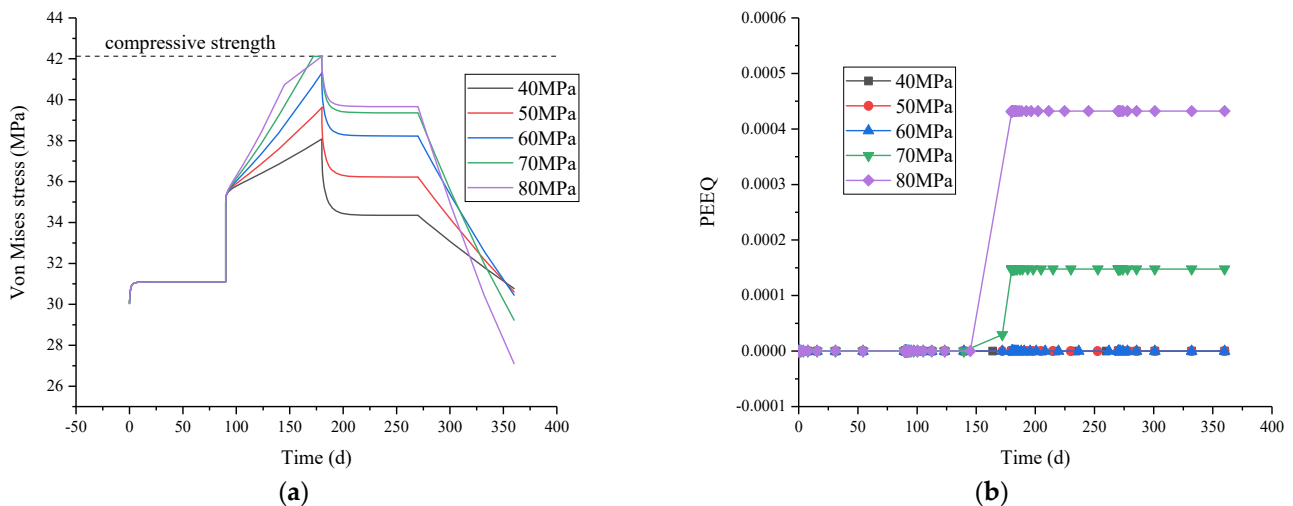 44
42
40
38
36
34
32
30
28
26
Von Mises stress (MPa)
compressive strength
40MPa
50MPa
60MPa
70MPa
80MPa
-50
0
50
100
150
200
250
300
350
400
Time (d)
(a)
0.0006
0.0005
0.0004
0.0003
0.0002
0.0001
0.0000
-0.0001
PEEQ
40MPa
50MPa
60MPa
70MPa
80MPa
0
50
100
150
200
250
300
350
400
Time (d)
(b)